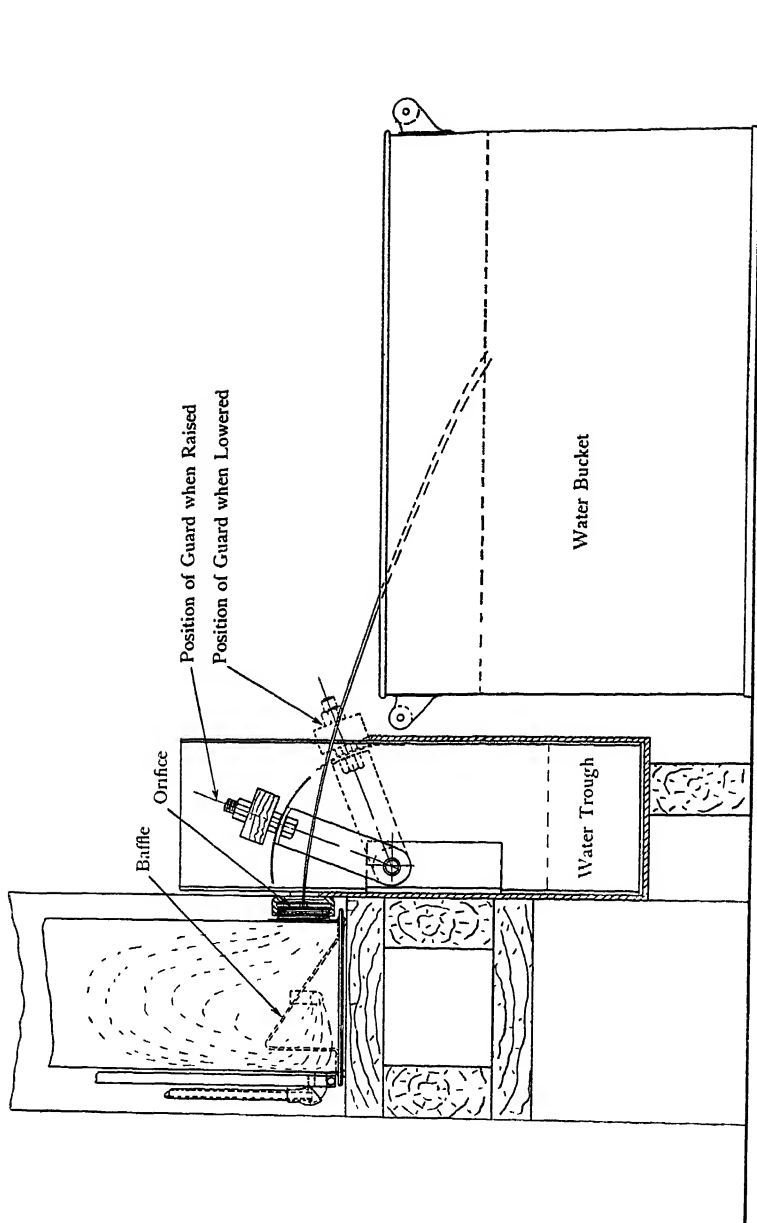 Position of Guard when Raised
Position of Guard when Lowered
Orifice
Baffle
Water Bucket
Water Trough